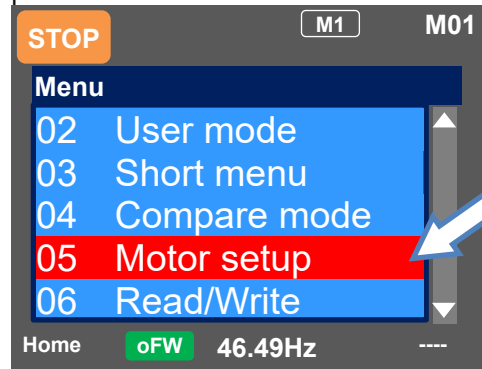 STOP M1 M01
Menu
02 User mode
03 Short menu
04 Compare mode
05 Motor setup
06 Read/Write
Home oFW 46.49Hz ----